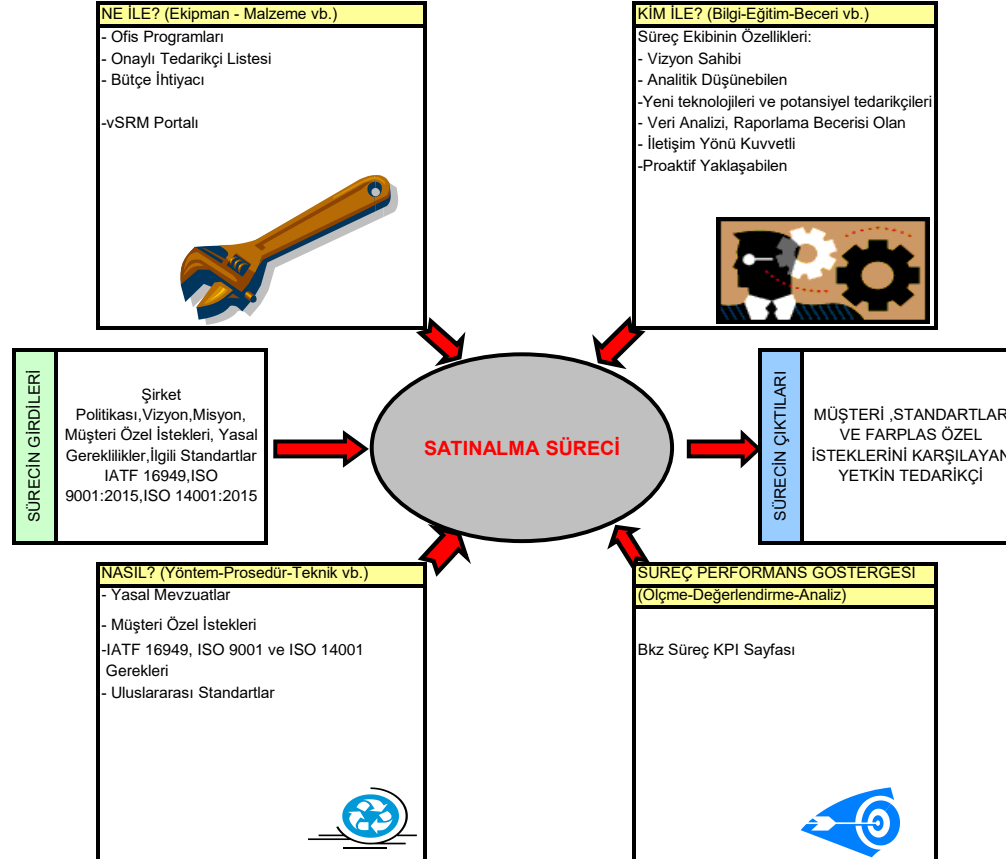 NE İLE? (Ekipman - Malzeme vb.)
- Ofis Programları
- Onaylı Tedarikçi Listesi
- Bütçe İhtiyacı
-vSRM Portalı
KİM İLE? (Bilgi-Eğitim-Beceri vb.)
Süreç Ekibinin Özellikleri:
- Vizyon Sahibi
- Analitik Düşünebilen
-Yeni teknolojileri ve potansiyel tedarikçileri
- Veri Analizi, Raporlama Becerisi Olan
- İletişim Yönü Kuvvetli
-Proaktif Yaklaşabilen
SÜRECİN GİRDİLERİ
Şirket
Politikası,Vizyon,Misyon,
Müşteri Özel İstekleri, Yasal
Gereklilikler,İlgili Standartlar
IATF 16949,ISO
9001:2015,ISO 14001:2015
SATINALMA SÜRECİ
SÜRECİN ÇIKTILARI
MÜŞTERİ ,STANDARTLAR
VE FARPLAS ÖZEL
İSTEKLERİNİ KARŞILAYAN
YETKİN TEDARİKÇİ
NASIL? (Yöntem-Prosedür-Teknik vb.)
- Yasal Mevzuatlar
- Müşteri Özel İstekleri
-IATF 16949, ISO 9001 ve ISO 14001
Gerekleri
- Uluslararası Standartlar
SÜREÇ PERFORMANS GÖSTERGESİ
(Ölçme-Değerlendirme-Analiz)
Bkz Süreç KPI Sayfası